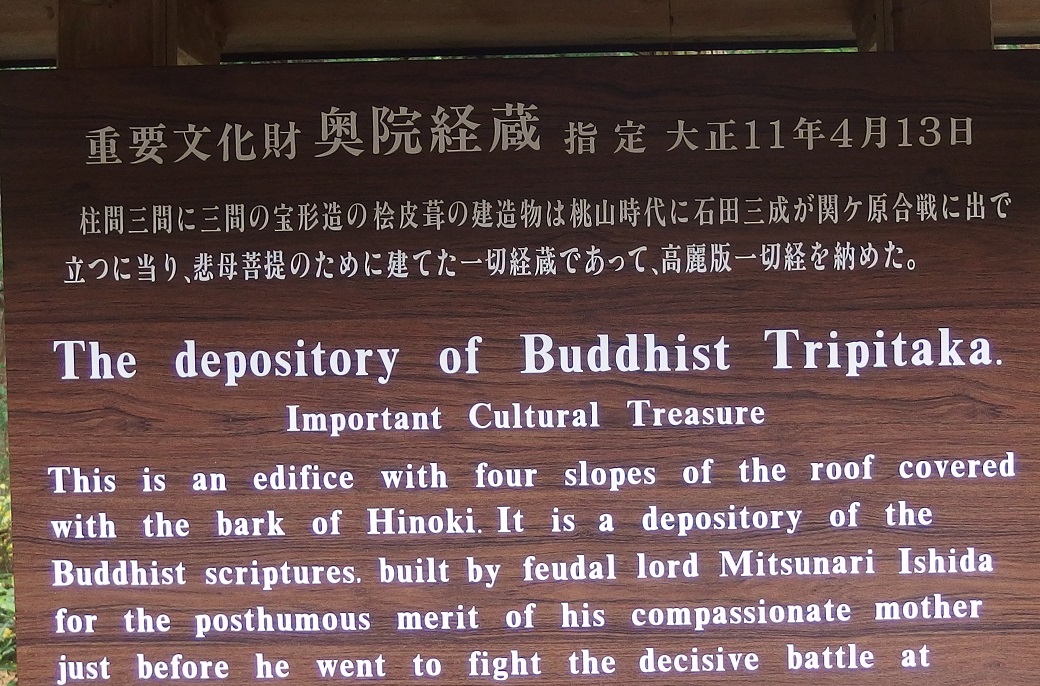 重要文化財 奥院経蔵 指定 大正11年4月13日
柱間三間に三間の宝形造の桧皮葺の建造物は桃山時代に石田三成が関ケ原合戦に出で
立つに当り、悲母菩提のために建てた一切経蔵であって、高麗版一切経を納めた。
The depository of Buddhist Tripitaka.
Important Cultural Treasure
This is an edifice with four slopes of the roof covered
with the bark of Hinoki. It is a depository of the
Buddhist scriptures. built by feudal lord Mitsunari Ishida
for the posthumous merit of his compassionate mother
just before he went to fight the decisive battle at